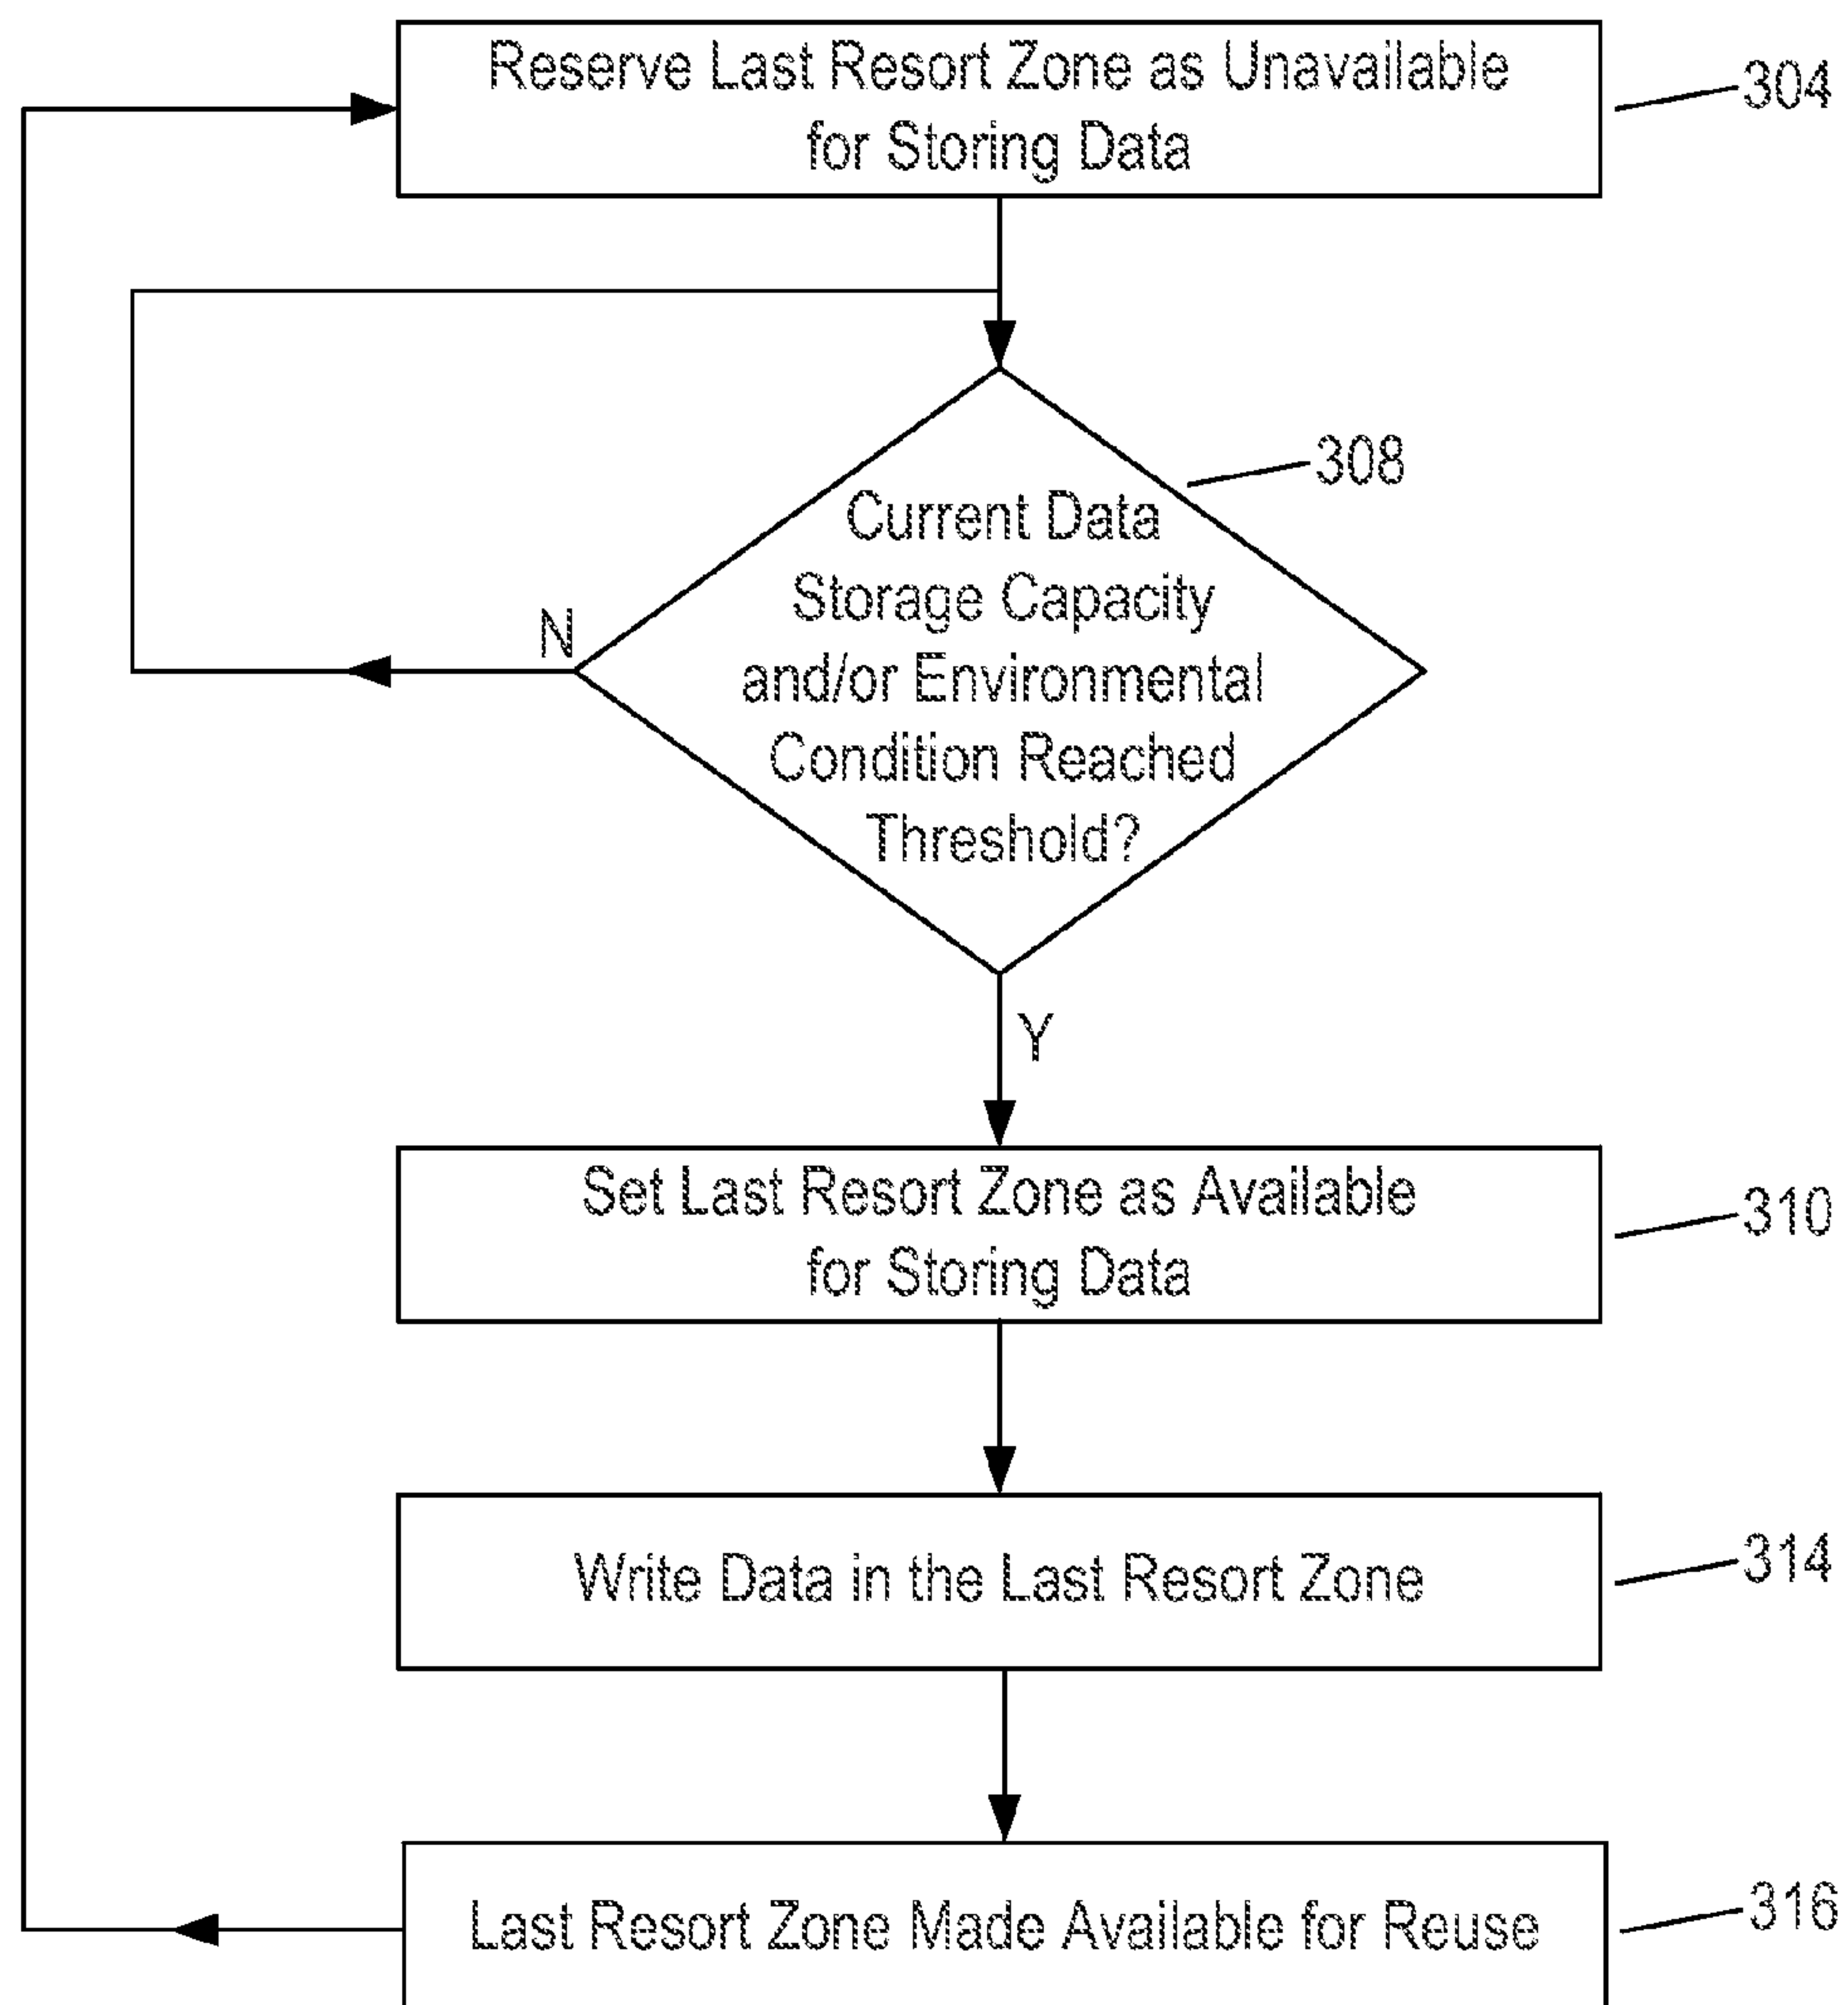 Reserve Last Resort Zone as Unavailable
for Storing Data
304
308
Current Data
Storage Capacity
and/or Environmental
Condition Reached
Threshold?
N
Y
Set Last Resort Zone as Available
for Storing Data
310
Write Data in the Last Resort Zone
314
Last Resort Zone Made Available for Reuse
316